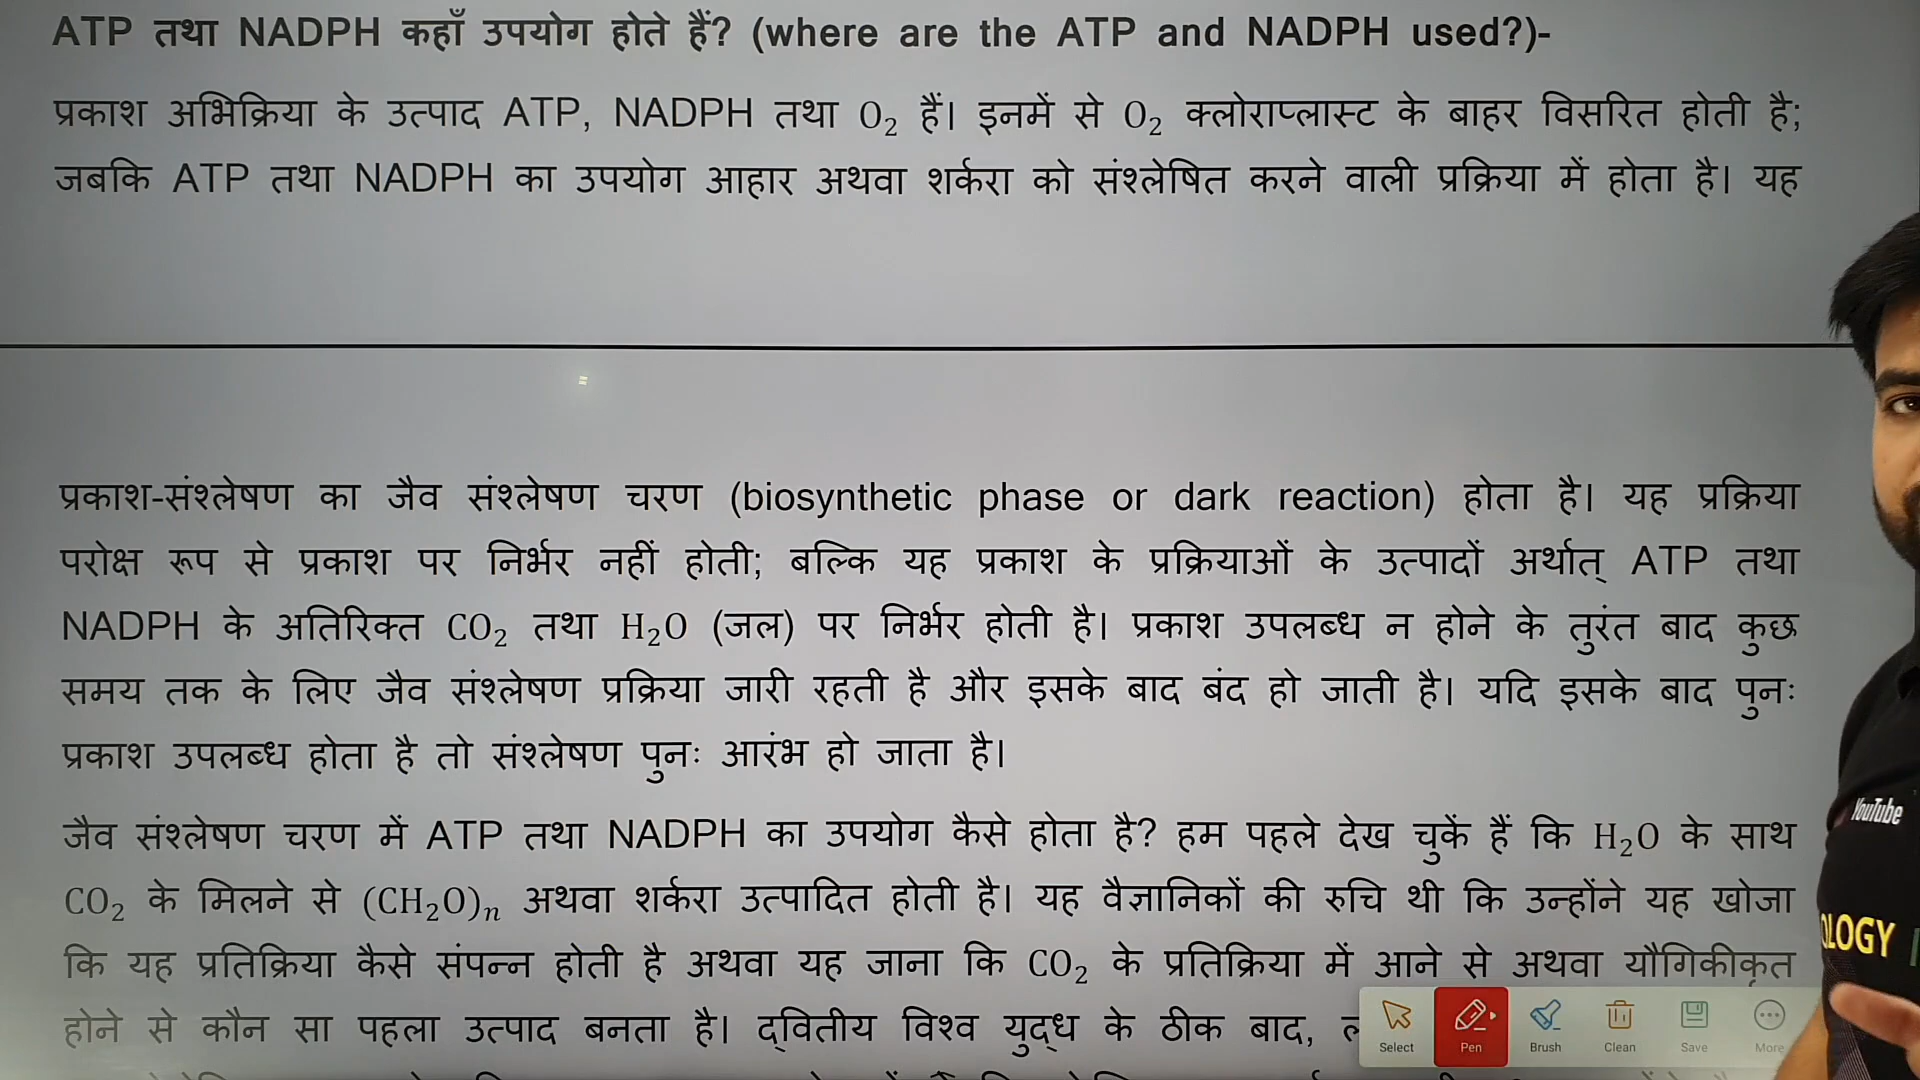 ATP तथा NADPH कहाँ उपयोग होते हैं? (where are the ATP and NADPH used?)-
प्रकाश अभिक्रिया के उत्पाद ATP, NADPH तथा O₂ हैं। इनमें से O₂ क्लोराप्लास्ट के बाहर विसरित होती है;
जबकि ATP तथा NADPH का उपयोग आहार अथवा शर्करा को संश्लेषित करने वाली प्रक्रिया में होता है। यह
प्रकाश-संश्लेषण का जैव संश्लेषण चरण (biosynthetic phase or dark reaction) होता है। यह प्रक्रिया
परोक्ष रूप से प्रकाश पर निर्भर नहीं होती; बल्कि यह प्रकाश के प्रक्रियाओं के उत्पादों अर्थात् ATP तथा
NADPH के अतिरिक्त CO₂ तथा H₂O (जल) पर निर्भर होती है। प्रकाश उपलब्ध न होने के तुरंत बाद कुछ
समय तक के लिए जैव संश्लेषण प्रक्रिया जारी रहती है और इसके बाद बंद हो जाती है। यदि इसके बाद पुनः
प्रकाश उपलब्ध होता है तो संश्लेषण पुनः आरंभ हो जाता है।
जैव संश्लेषण चरण में ATP तथा NADPH का उपयोग कैसे होता है? हम पहले देख चुकें हैं कि H₂O के साथ
CO₂ के मिलने से (CH₂O)ₙ अथवा शर्करा उत्पादित होती है। यह वैज्ञानिकों की रुचि थी कि उन्होंने यह खोजा
कि यह प्रतिक्रिया कैसे संपन्न होती है अथवा यह जाना कि CO₂ के प्रतिक्रिया में आने से अथवा यौगिकीकृत
होने से कौन सा पहला उत्पाद बनता है। द्वितीय विश्व युद्ध के ठीक बाद,
Select Pen Brush Clean Save More
YouTube
OLOGY